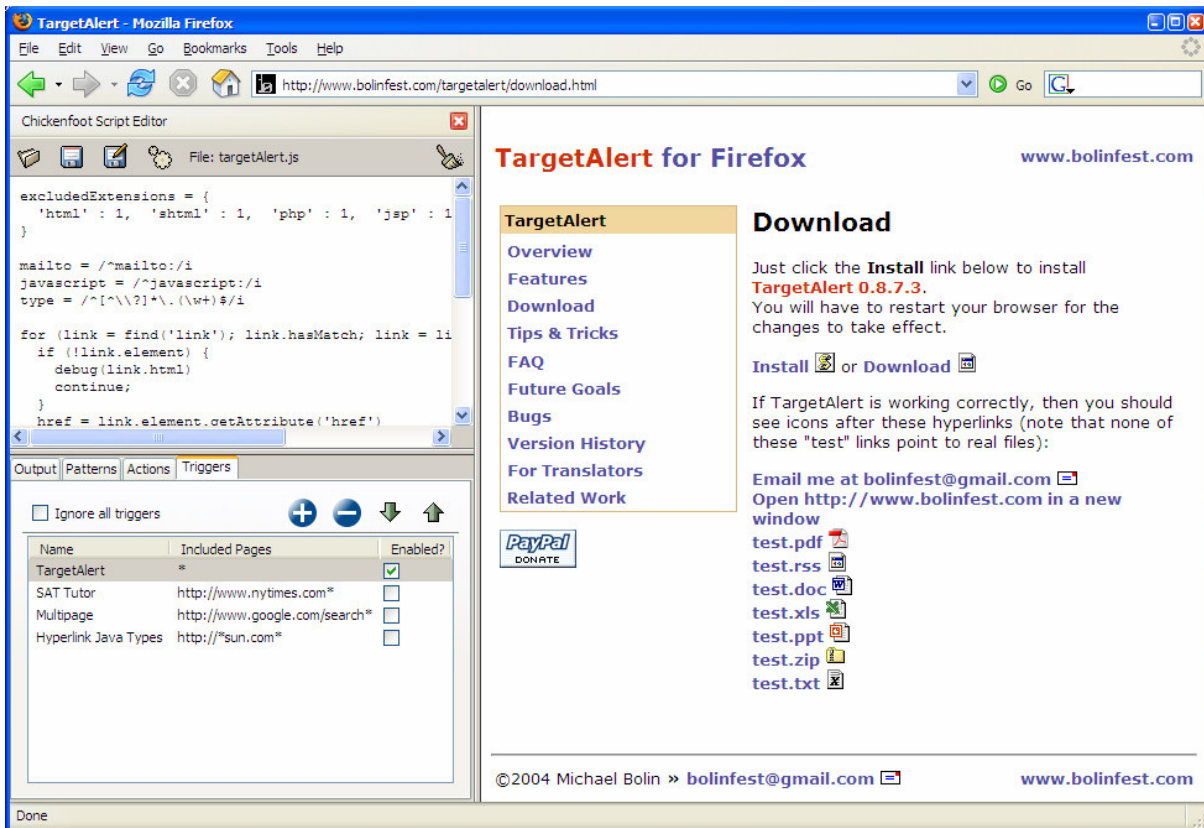 TargetAlert - Mozilla Firefox
File Edit View Go Bookmarks Tools Help
http://www.bolinfest.com/targetalert/download.html
Go
G
Chickenfoot Script Editor
File: targetAlert.js
excludedExtensions = {
'html' : 1, 'shtml' : 1, 'php' : 1, 'jsp' : 1
}
mailto = /^mailto:/i
javascript = /^javascript:/i
type = /^[^\\?]*\.(\w+)$/i
for (link = find('link'); link.hasMatch; link = li
if (!link.element) {
debug(link.html)
continue;
}
href = link.element.getAttribute('href')
Output Patterns Actions Triggers
Ignore all triggers
Name Included Pages Enabled?
TargetAlert *
SAT Tutor http://www.nytimes.com*
Multipage http://www.google.com/search*
Hyperlink Java Types http://*sun.com*
TargetAlert for Firefox
www.bolinfest.com
TargetAlert
Overview
Features
Download
Tips & Tricks
FAQ
Future Goals
Bugs
Version History
For Translators
Related Work
PayPal
DONATE
Download
Just click the Install link below to install
TargetAlert 0.8.7.3.
You will have to restart your browser for the
changes to take effect.
Install or Download
If TargetAlert is working correctly, then you should
see icons after these hyperlinks (note that none of
these "test" links point to real files):
Email me at bolinfest@gmail.com
Open http://www.bolinfest.com in a new
window
test.pdf
test.rss
test.doc
test.xls
test.ppt
test.zip
test.txt
©2004 Michael Bolin » bolinfest@gmail.com
www.bolinfest.com
Done